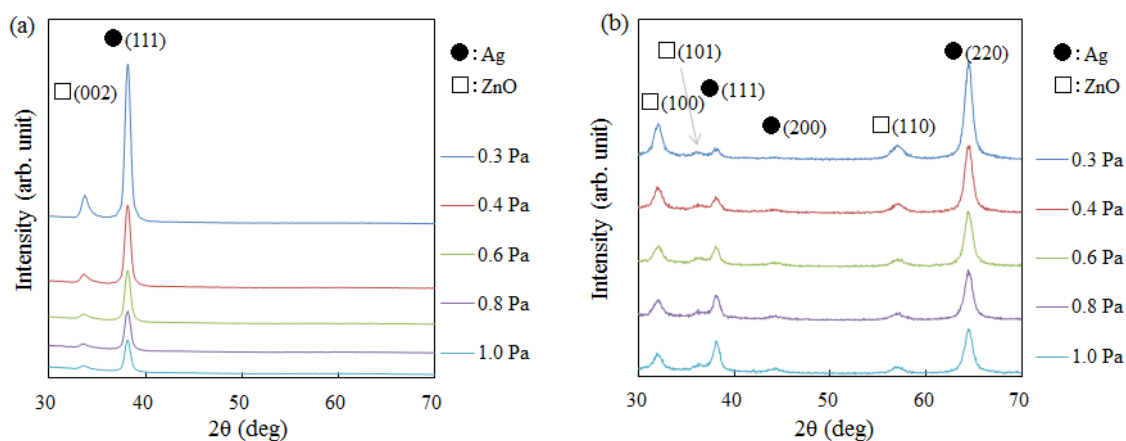 (a)
● (111)
□ (002)
● : Ag
□ : ZnO
0.3 Pa
0.4 Pa
0.6 Pa
0.8 Pa
1.0 Pa
Intensity (arb. unit)
30 40 50 60 70
2θ (deg)
(b)
□ (101)
□ (100)
● (111)
● (200)
□ (110)
● (220)
● : Ag
□ : ZnO
0.3 Pa
0.4 Pa
0.6 Pa
0.8 Pa
1.0 Pa
Intensity (arb. unit)
30 40 50 60 70
2θ (deg)